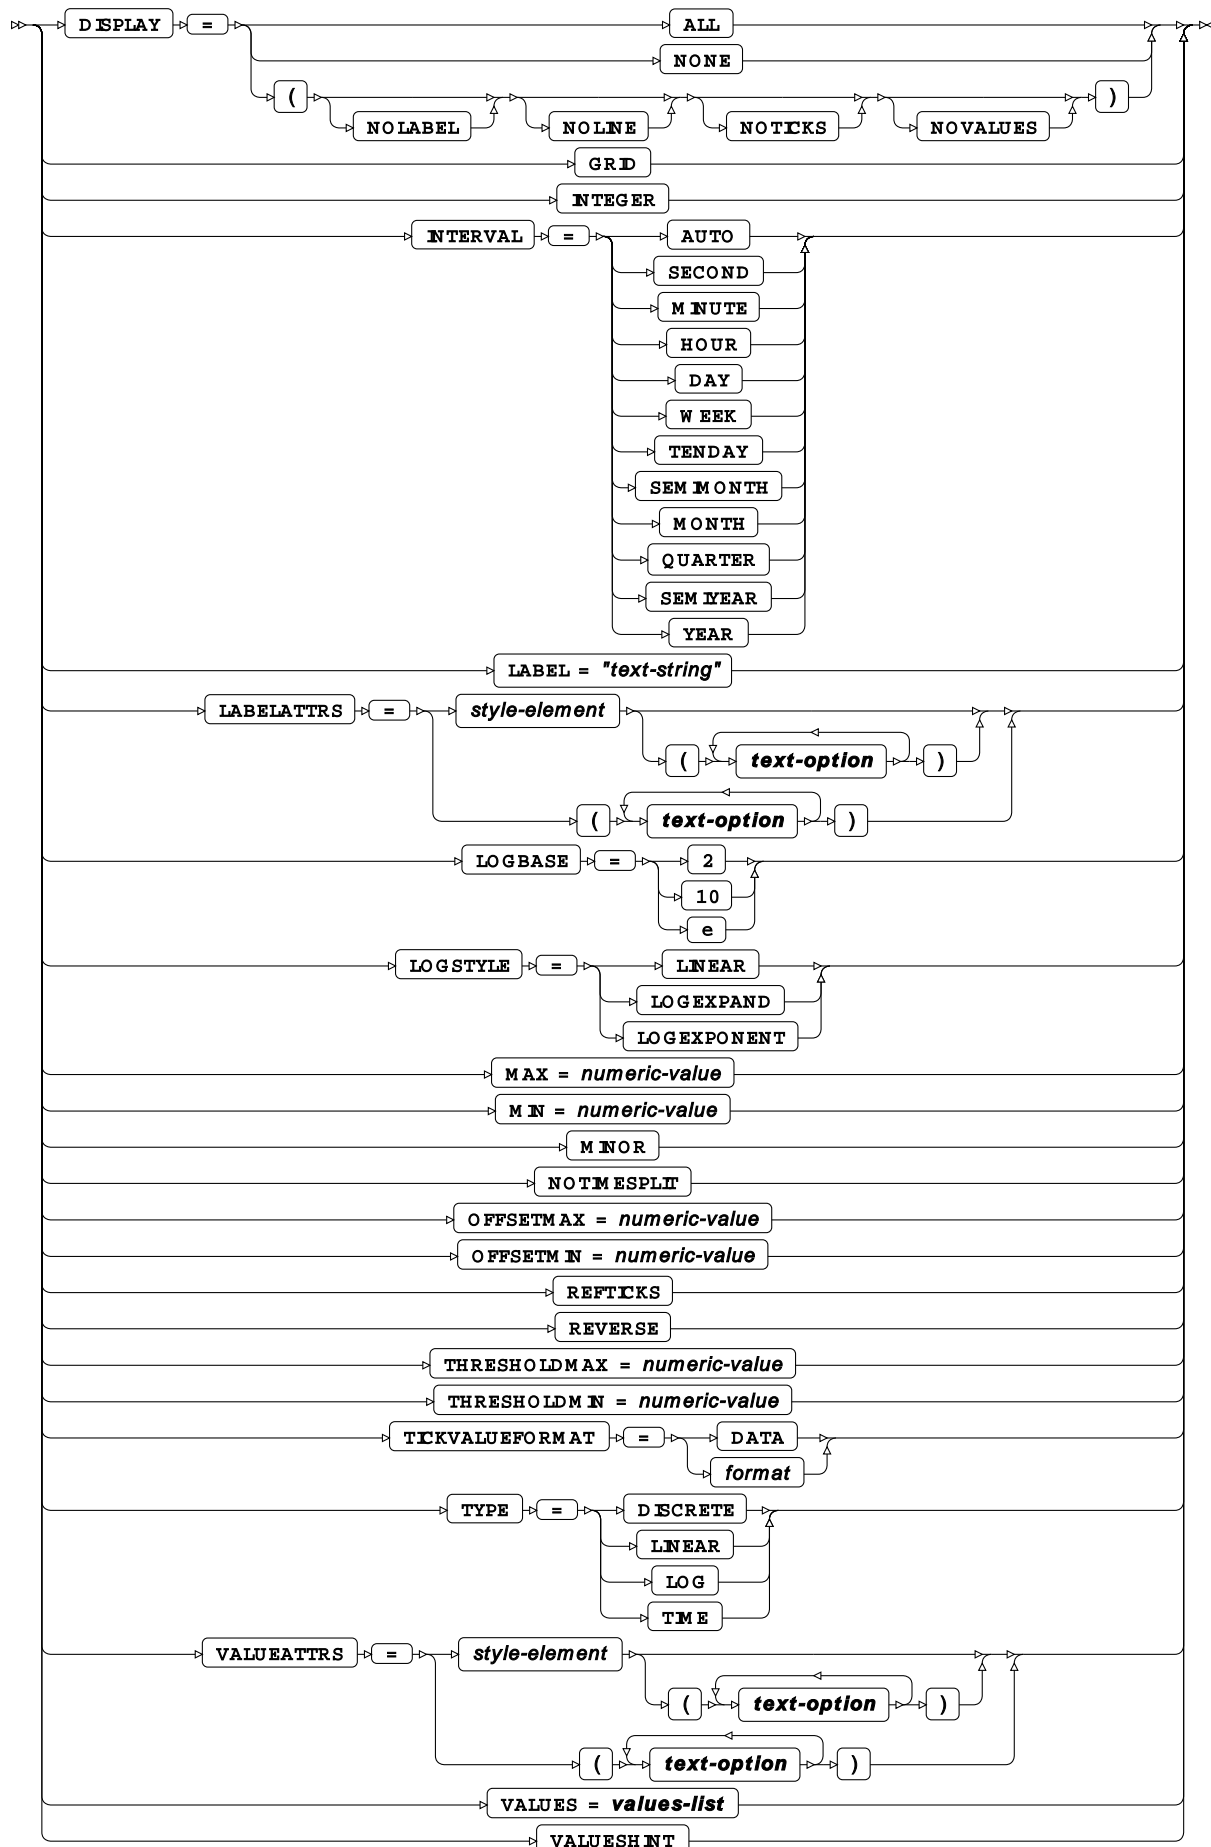 DISPLAY = ALL
NONE
( NOLABEL NOLINE NOTICKS NOVALUES )
GRID
INTEGER
INTERVAL = AUTO
SECOND
MINUTE
HOUR
DAY
WEEK
TENDAY
SEMIMONTH
MONTH
QUARTER
SEMIYEAR
YEAR
LABEL = "text-string"
LABELATTRS = style-element
( text-option )
( text-option )
LOGBASE = 2
10
e
LOGSTYLE = LINEAR
LOGEXPAND
LOGEXPONENT
MAX = numeric-value
MIN = numeric-value
MINOR
NOTIMESPLIT
OFFSETMAX = numeric-value
OFFSETMIN = numeric-value
REFTICKS
REVERSE
THRESHOLDMAX = numeric-value
THRESHOLDMIN = numeric-value
TICKVALUEFORMAT = DATA
format
TYPE = DISCRETE
LINEAR
LOG
TIME
VALUEATTRS = style-element
( text-option )
( text-option )
VALUES = values-list
VALUESHINT